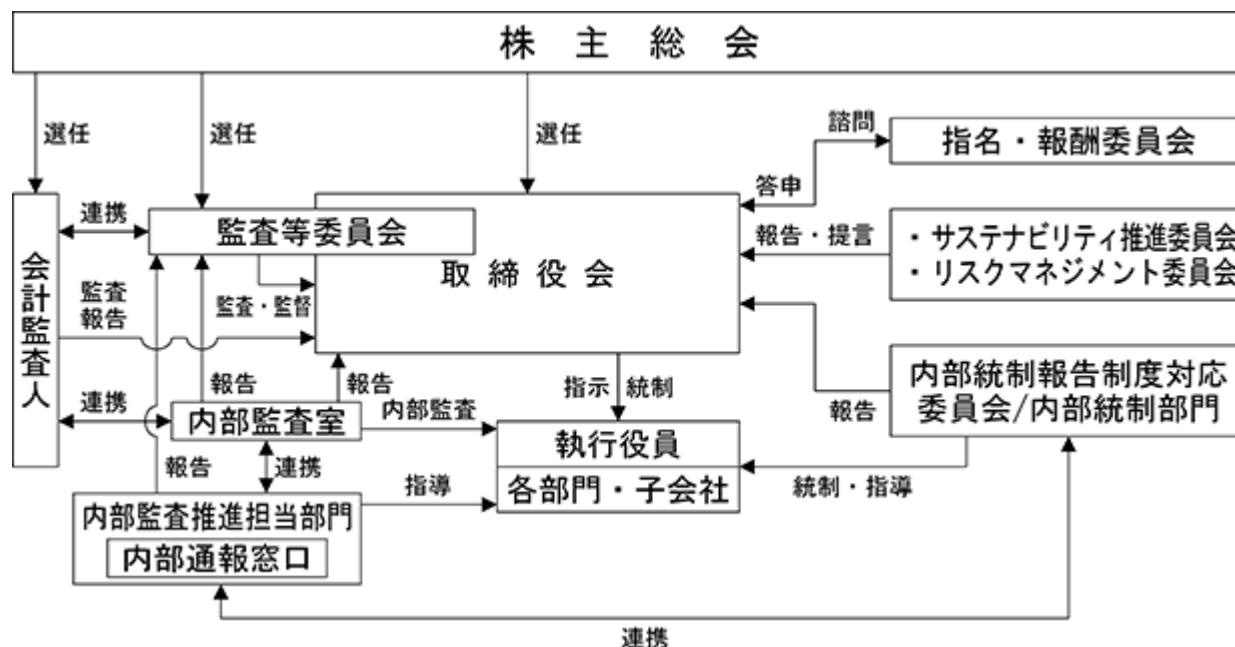 株主総会
選任
選任
選任
諮問
指名・報酬委員会
答申
連携
監査等委員会
報告・提言
・サステナビリティ推進委員会
・リスクマネジメント委員会
会計監査人
取締役会
監査
報告
監査・監督
報告
報告
指示
統制
内部統制報告制度対応
委員会/内部統制部門
報告
連携
内部監査室
内部監査
執行役員
報告
連携
指導
各部門・子会社
統制・指導
内部監査推進担当部門
内部通報窓口
連携